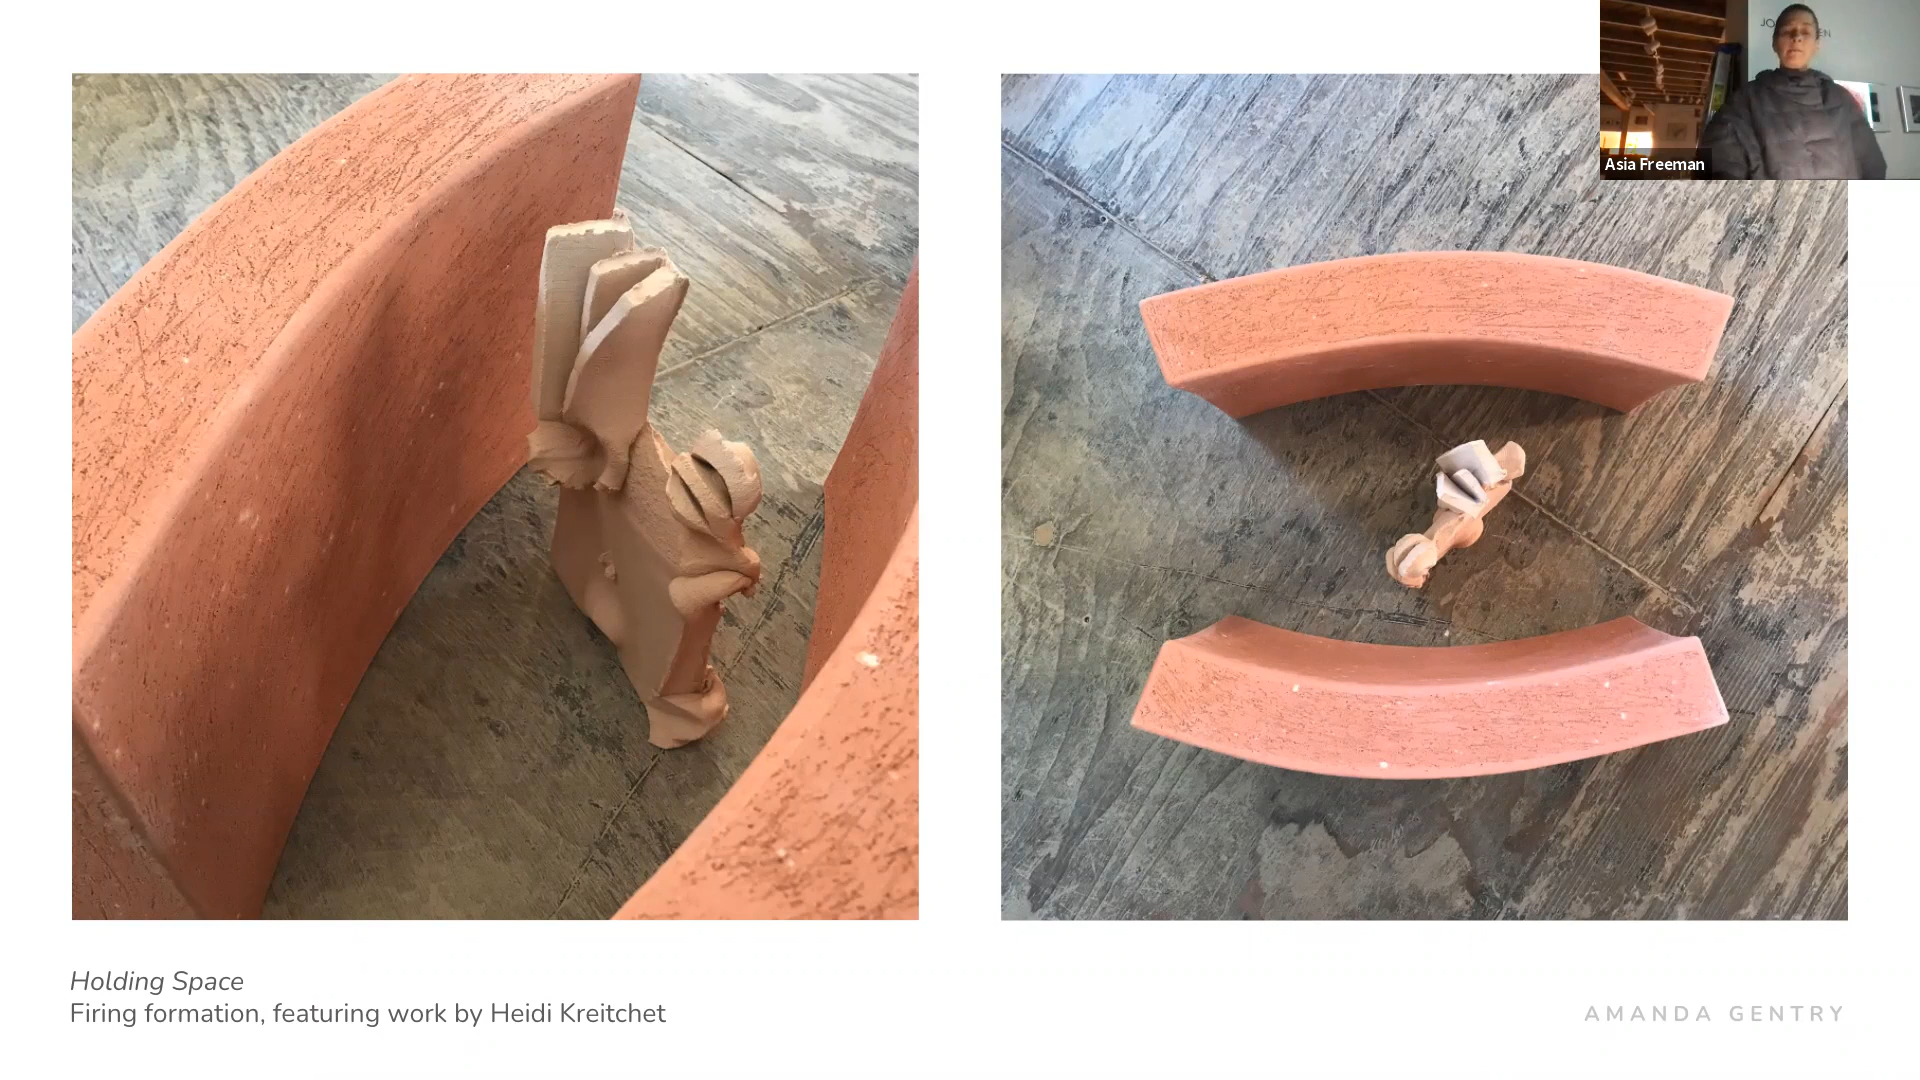 Asia Freeman
Holding Space
Firing formation, featuring work by Heidi Kreitchet
AMANDA GENTRY